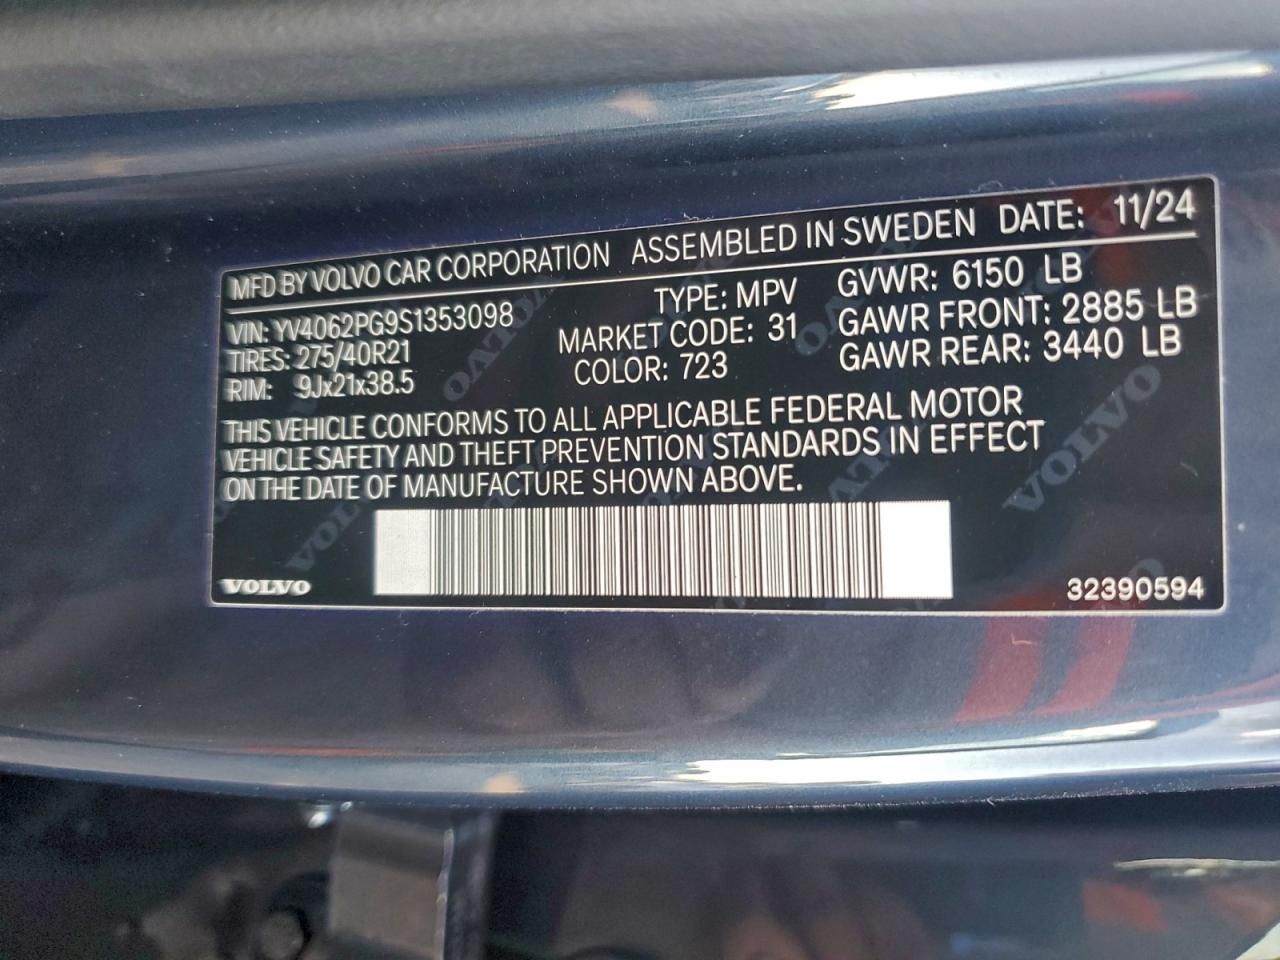 MFD BY VOLVO CAR CORPORATION ASSEMBLED IN SWEDEN DATE: 11/24
VIN: YV4062PG9S1353098 TYPE: MPV GVWR: 6150 LB
TIRES: 275/40R21 MARKET CODE: 31 GAWR FRONT: 2885 LB
RIM: 9Jx21x38.5 COLOR: 723 GAWR REAR: 3440 LB
THIS VEHICLE CONFORMS TO ALL APPLICABLE FEDERAL MOTOR
VEHICLE SAFETY AND THEFT PREVENTION STANDARDS IN EFFECT
ON THE DATE OF MANUFACTURE SHOWN ABOVE.
VOLVO 32390594